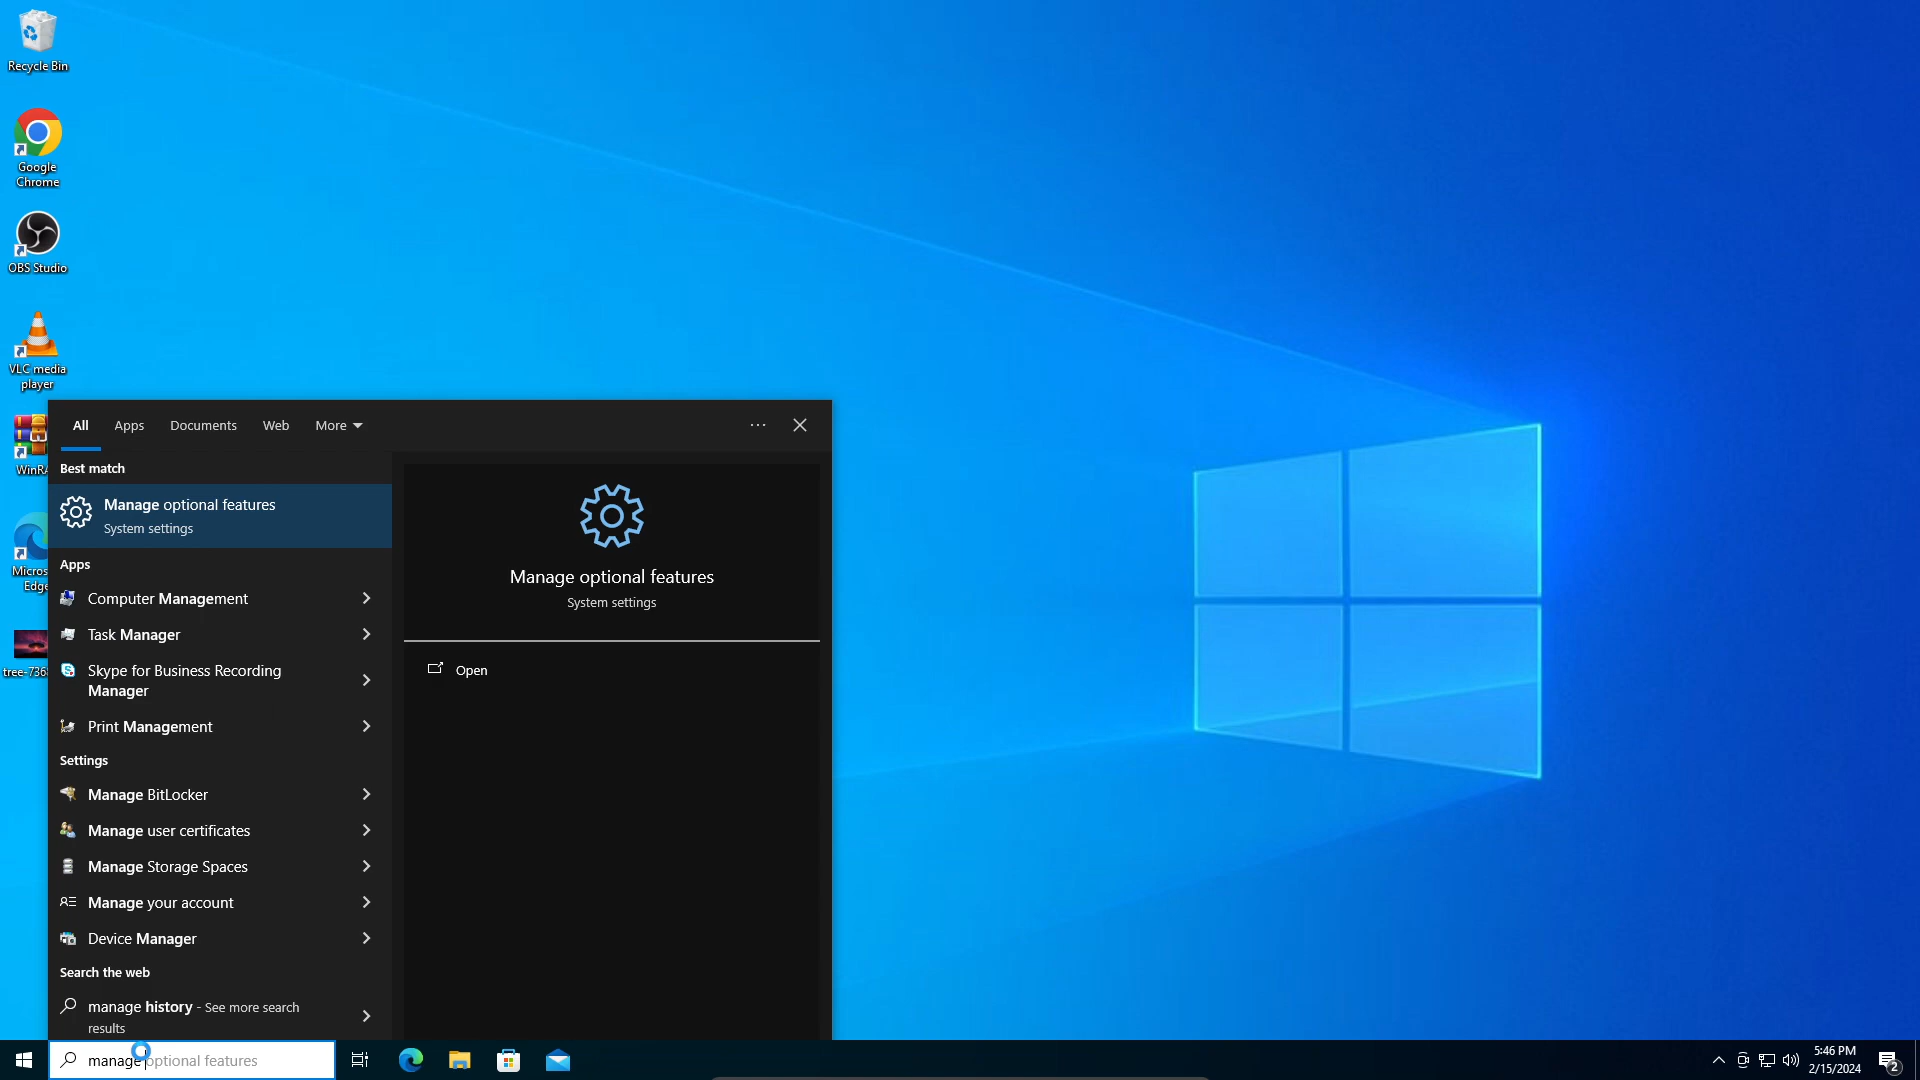 Recycle Bin
Google
Chrome
OBS Studio
VLC media
player
All
Apps
Documents
Web
More
Best match
Manage optional features
System settings
Apps
Computer Management
Task Manager
Skype for Business Recording
Manager
Print Management
Settings
Manage BitLocker
Manage user certificates
Manage Storage Spaces
Manage your account
Device Manager
Search the web
manage history - See more search
results
Manage optional features
System settings
Open
WinRA
Micros
Edge
tree-736
manage optional features
5:46 PM
2/15/2024
2